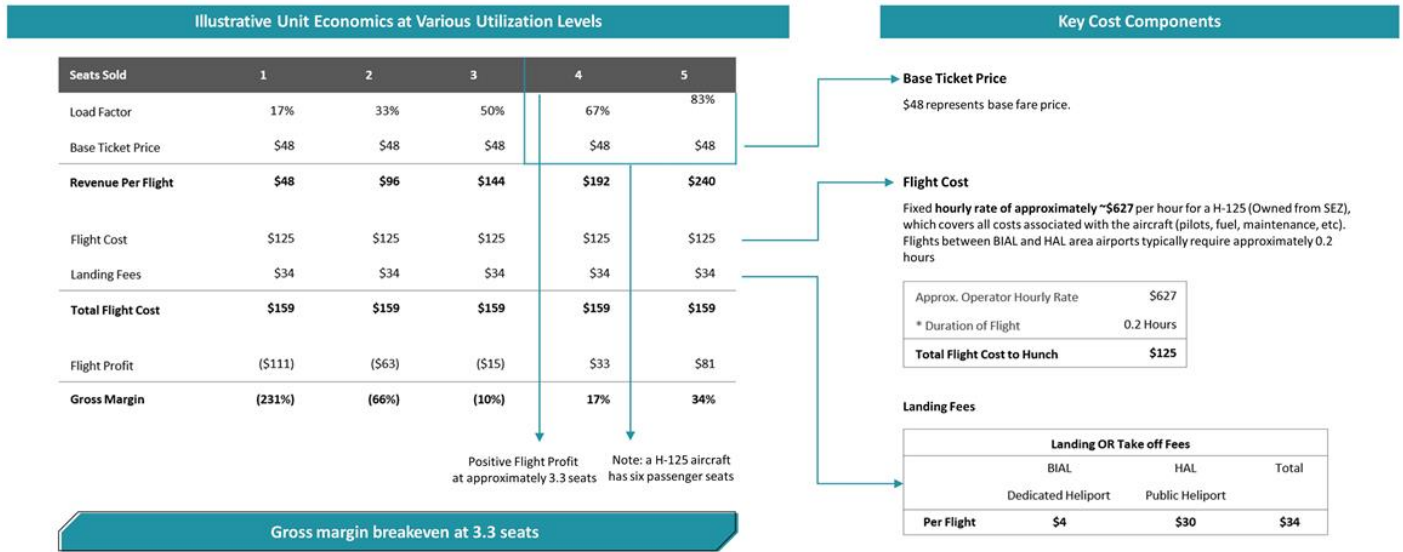 Illustrative Unit Economics at Various Utilization Levels
Seats Sold 1 2 3 4 5
Load Factor 17% 33% 50% 67% 83%
Base Ticket Price $48 $48 $48 $48 $48
Revenue Per Flight $48 $96 $144 $192 $240
Flight Cost $125 $125 $125 $125 $125
Landing Fees $34 $34 $34 $34 $34
Total Flight Cost $159 $159 $159 $159 $159
Flight Profit ($111) ($63) ($15) $33 $81
Gross Margin (231%) (66%) (10%) 17% 34%
Positive Flight Profit
at approximately 3.3 seats
Note: a H-125 aircraft
has six passenger seats
Gross margin breakeven at 3.3 seats
Key Cost Components
Base Ticket Price
$48 represents base fare price.
Flight Cost
Fixed hourly rate of approximately ~$627 per hour for a H-125 (Owned from SEZ),
which covers all costs associated with the aircraft (pilots, fuel, maintenance, etc).
Flights between BIAL and HAL area airports typically require approximately 0.2
hours
Approx. Operator Hourly Rate $627
* Duration of Flight 0.2 Hours
Total Flight Cost to Hunch $125
Landing Fees
Landing OR Take off Fees
BIAL HAL Total
Dedicated Heliport Public Heliport
Per Flight $4 $30 $34